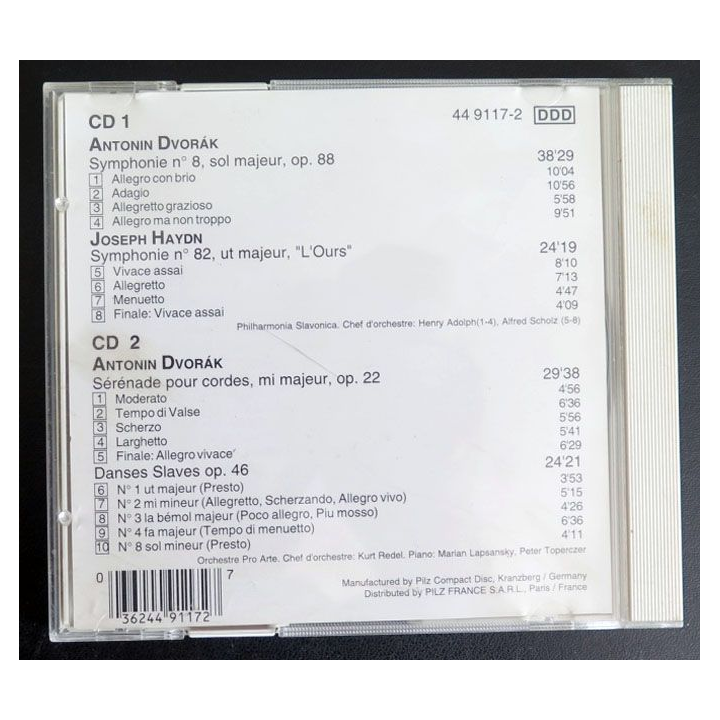 CD 1 44 9117-2 DDD
ANTONIN DVORÁK
Symphonie n° 8, sol majeur, op. 88 38'29
1 Allegro con brio 10'04
2 Adagio 10'56
3 Allegretto grazioso 5'58
4 Allegro ma non troppo 9'51
JOSEPH HAYDN
Symphonie n° 82, ut majeur, "L'Ours" 24'19
5 Vivace assai 8'10
6 Allegretto 7'13
7 Menuetto 4'47
8 Finale: Vivace assai 4'09
Philharmonia Slavonica. Chef d'orchestre: Henry Adolph(1-4), Alfred Scholz (5-8)
CD 2
ANTONIN DVORÁK
Sérénade pour cordes, mi majeur, op. 22 29'38
1 Moderato 4'56
2 Tempo di Valse 6'36
3 Scherzo 5'56
4 Larghetto 5'41
5 Finale: Allegro vivace 6'29
Danses Slaves op. 46 24'21
6 N° 1 ut majeur (Presto) 3'53
7 N° 2 mi mineur (Allegretto, Scherzando, Allegro vivo) 5'15
8 N° 3 la bémol majeur (Poco allegro, Piu mosso) 4'26
9 N° 4 fa majeur (Tempo di menuetto) 6'36
10 N° 8 sol mineur (Presto) 4'11
Orchestre Pro Arte. Chef d'orchestre: Kurt Redel. Piano: Marian Lapsansky, Peter Toperczer
0 36244 91172 7
Manufactured by Pilz Compact Disc, Kranzberg / Germany
Distributed by PILZ FRANCE S.A.R.L., Paris / France